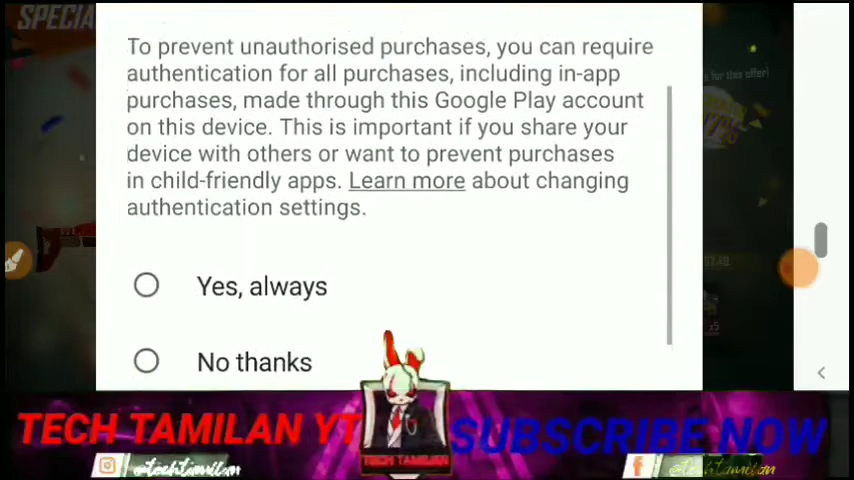 SPECIA
To prevent unauthorised purchases, you can require
authentication for all purchases, including in-app
purchases, made through this Google Play account
on this device. This is important if you share your
device with others or want to prevent purchases
in child-friendly apps. Learn more about changing
authentication settings.
Yes, always
No thanks
TECH TAMILAN YT
SUBSCRIBE NOW
TECH TAMILAN
@techtamilan
@techtamilan